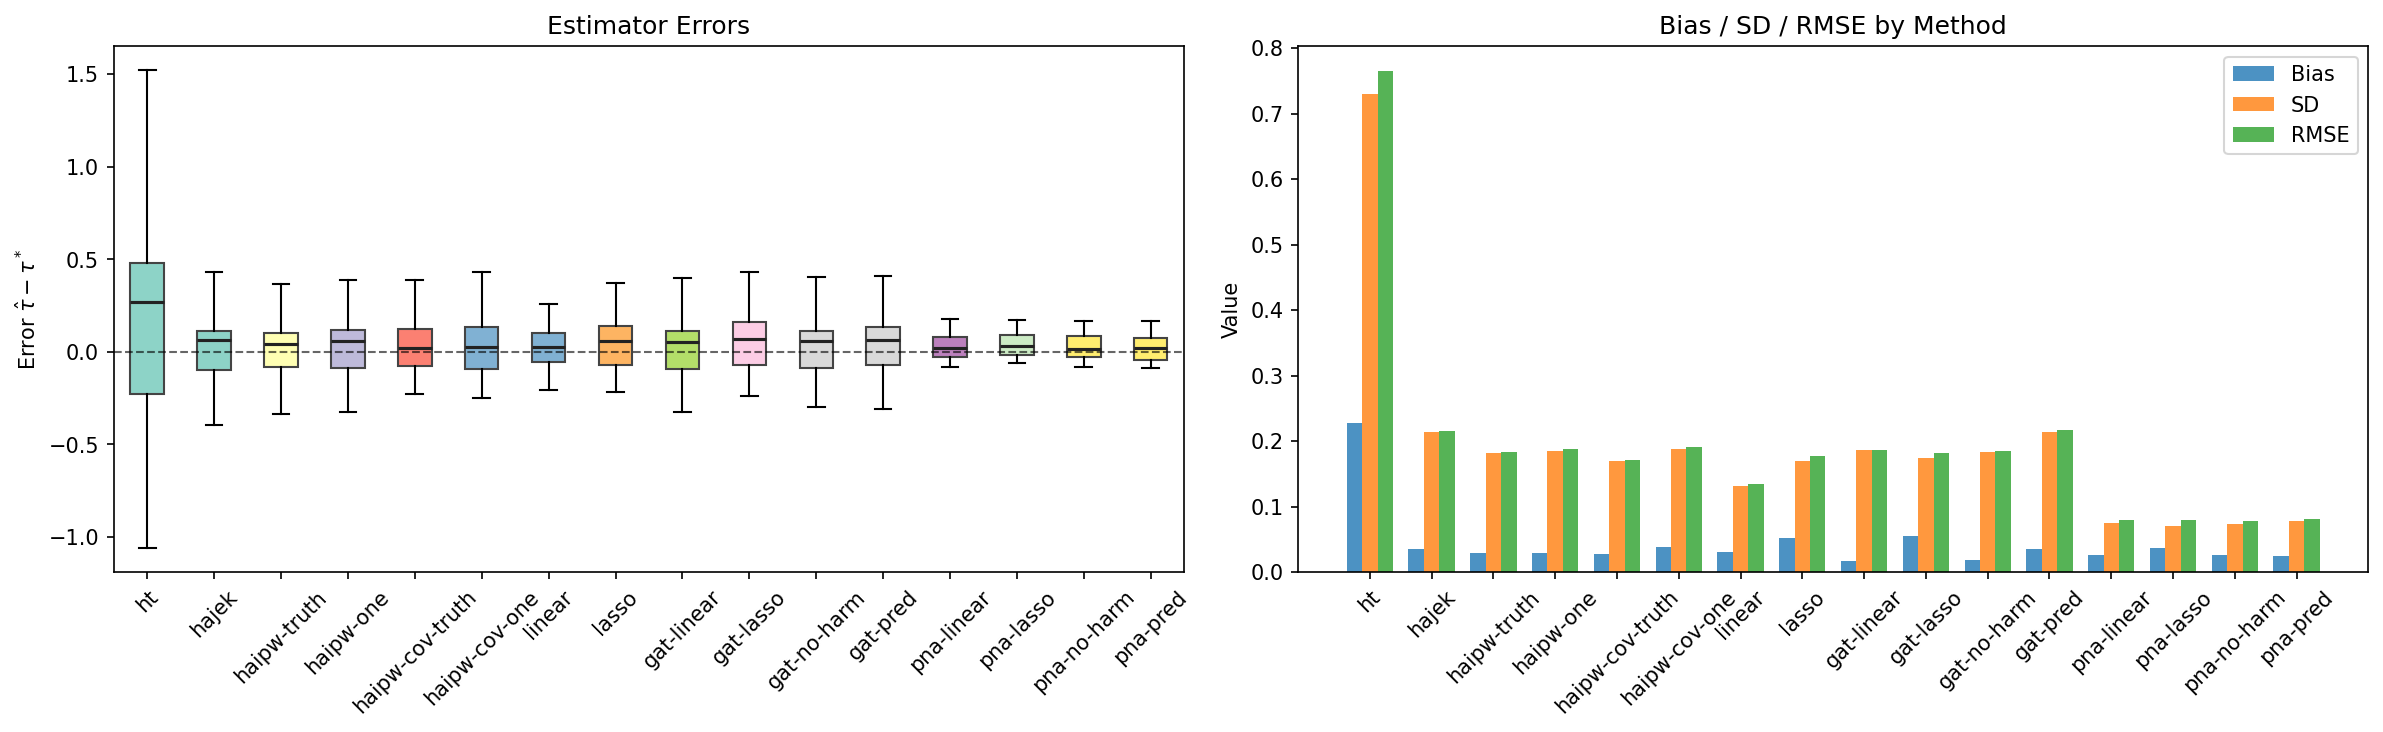 Estimator Errors
Error τ̂ − τ*
1.5
1.0
0.5
0.0
−0.5
−1.0
ht
hajek
haipw-truth
haipw-one
haipw-cov-truth
haipw-cov-one
linear
lasso
gat-linear
gat-lasso
gat-no-harm
gat-pred
pna-linear
pna-lasso
pna-no-harm
pna-pred
Bias / SD / RMSE by Method
Value
0.8
0.7
0.6
0.5
0.4
0.3
0.2
0.1
0.0
Bias
SD
RMSE
ht
hajek
haipw-truth
haipw-one
haipw-cov-truth
haipw-cov-one
linear
lasso
gat-linear
gat-lasso
gat-no-harm
gat-pred
pna-linear
pna-lasso
pna-no-harm
pna-pred